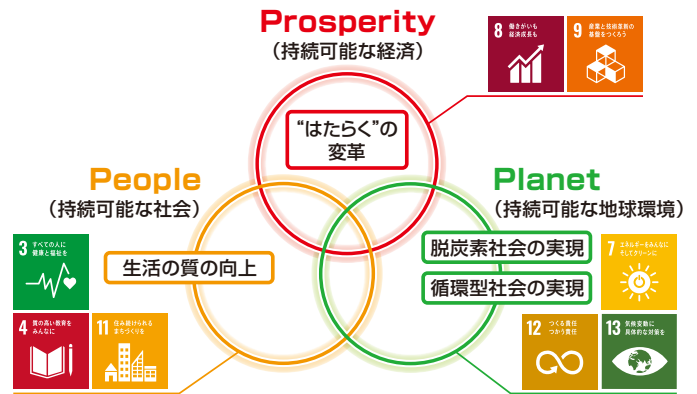 Prosperity
(持続可能な経済)
8 働きがいも
経済成長も
9 産業と技術革新の
基盤をつくろう
“はたらく”の
変革
People
(持続可能な社会)
3 すべての人に
健康と福祉を
生活の質の向上
4 質の高い教育を
みんなに
11 住み続けられる
まちづくりを
Planet
(持続可能な地球環境)
脱炭素社会の実現
循環型社会の実現
7 エネルギーをみんなに
そしてクリーンに
12 つくる責任
つかう責任
13 気候変動に
具体的な対策を